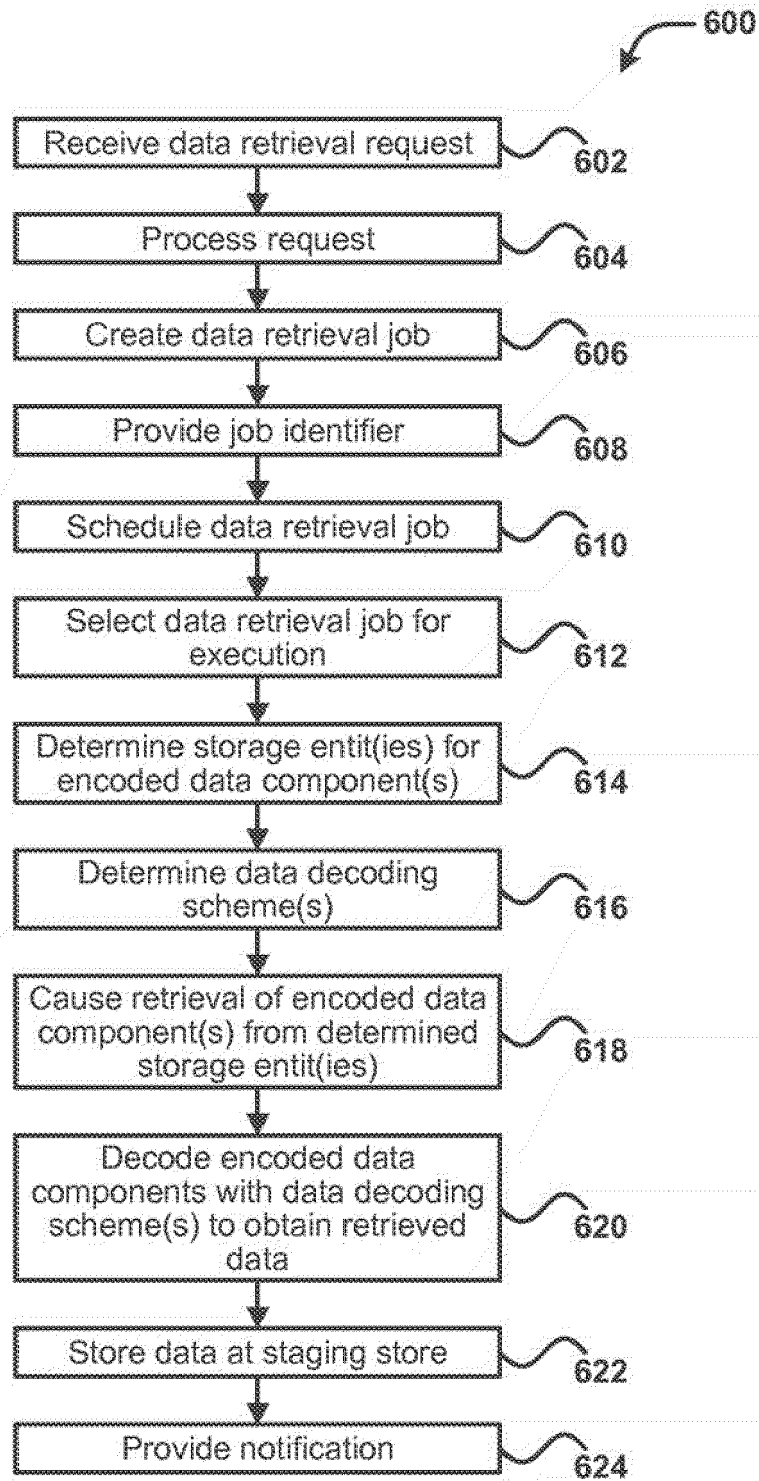 600
Receive data retrieval request
602
Process request
604
Create data retrieval job
606
Provide job identifier
608
Schedule data retrieval job
610
Select data retrieval job for
execution
612
Determine storage entit(ies) for
encoded data component(s)
614
Determine data decoding
scheme(s)
616
Cause retrieval of encoded data
component(s) from determined
storage entit(ies)
618
Decode encoded data
components with data decoding
scheme(s) to obtain retrieved
data
620
Store data at staging store
622
Provide notification
624